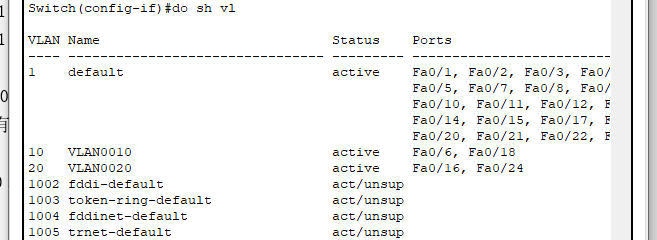 Switch(config-if)#do sh vl
VLAN Name Status Ports
---- -------------------------------- --------- -------------------------
1 default active Fa0/1, Fa0/2, Fa0/3, Fa0/
Fa0/5, Fa0/7, Fa0/8, Fa0/
Fa0/10, Fa0/11, Fa0/12, F
Fa0/14, Fa0/15, Fa0/17, F
Fa0/20, Fa0/21, Fa0/22, F
10 VLAN0010 active Fa0/6, Fa0/18
20 VLAN0020 active Fa0/16, Fa0/24
1002 fddi-default act/unsup
1003 token-ring-default act/unsup
1004 fddinet-default act/unsup
1005 trnet-default act/unsup